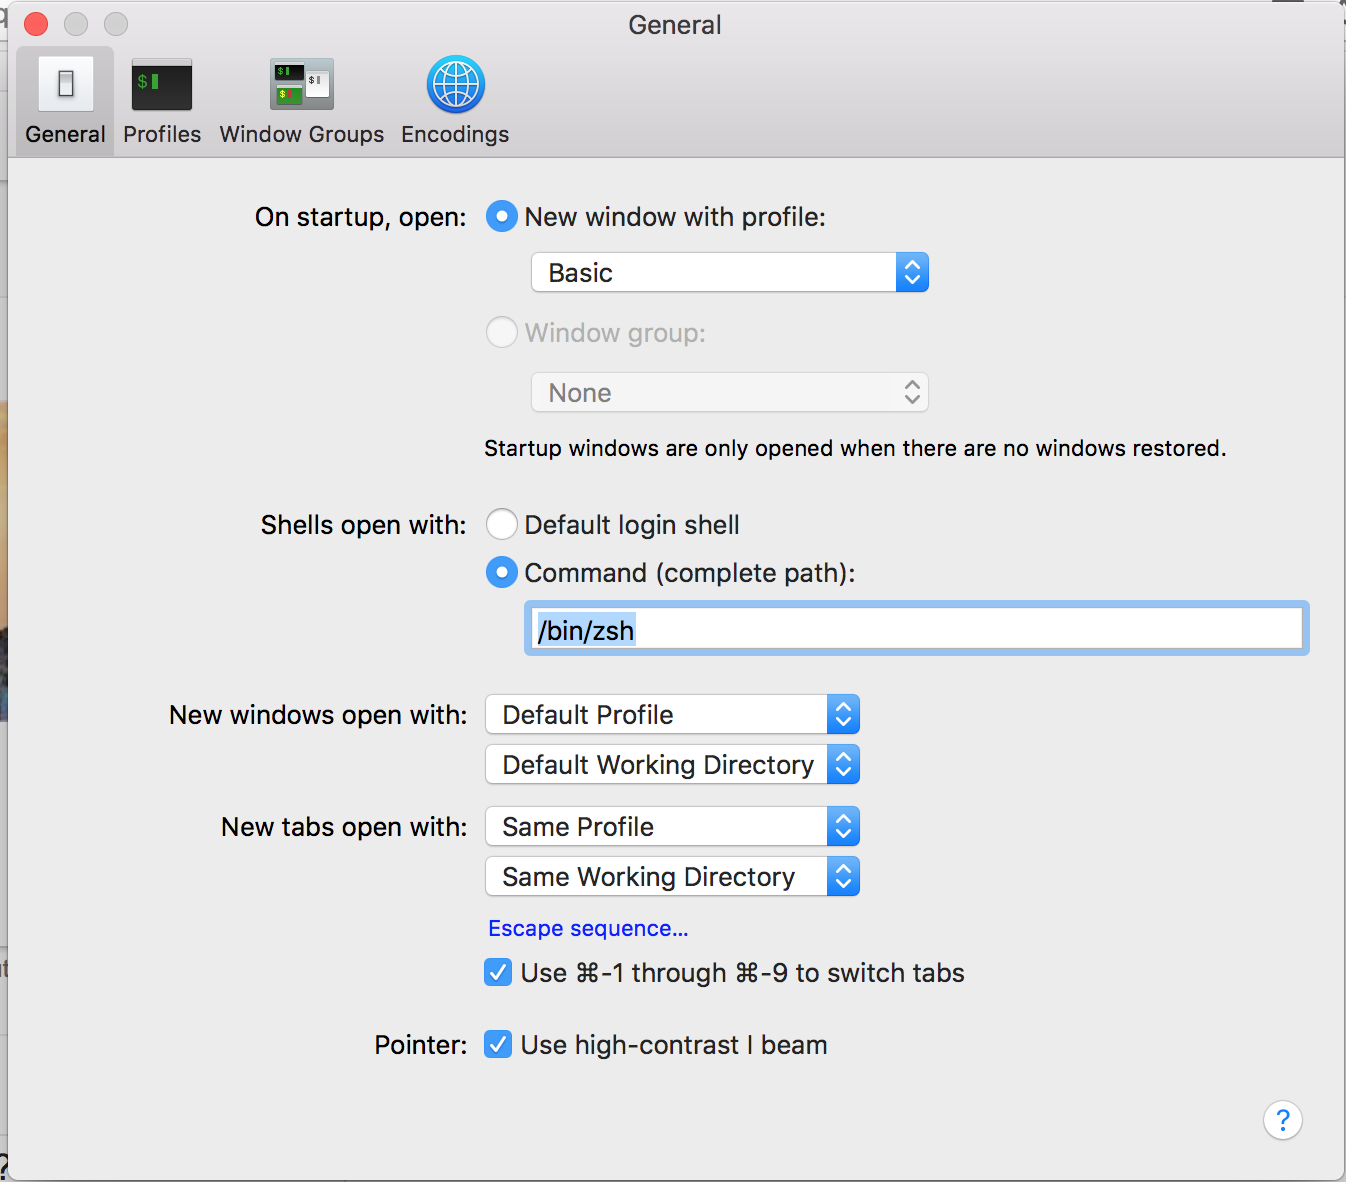 General
General Profiles Window Groups Encodings
On startup, open: New window with profile:
Basic
Window group:
None
Startup windows are only opened when there are no windows restored.
Shells open with: Default login shell
Command (complete path):
/bin/zsh
New windows open with: Default Profile
Default Working Directory
New tabs open with: Same Profile
Same Working Directory
Escape sequence...
Use ⌘-1 through ⌘-9 to switch tabs
Pointer: Use high-contrast I beam
?